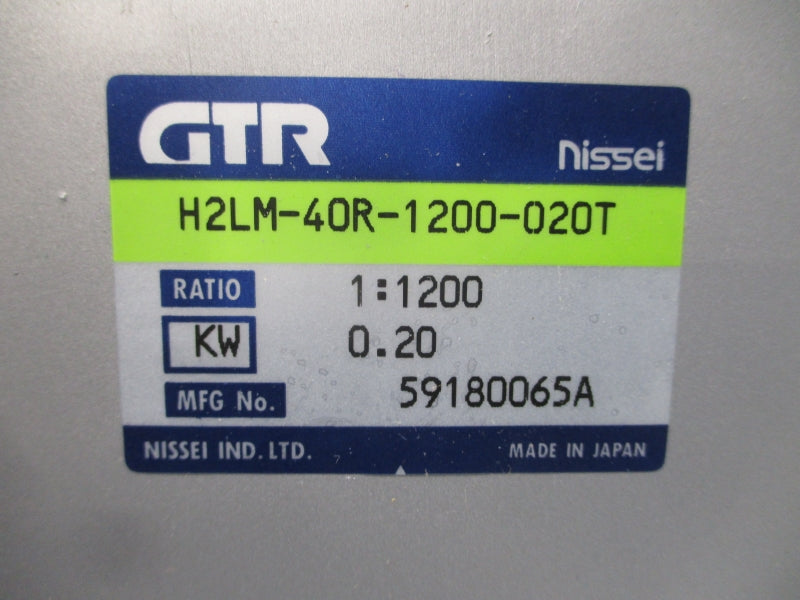 GTR
Nissei
H2LM-40R-1200-020T
RATIO 1:1200
KW 0.20
MFG No. 59180065A
NISSEI IND. LTD. MADE IN JAPAN